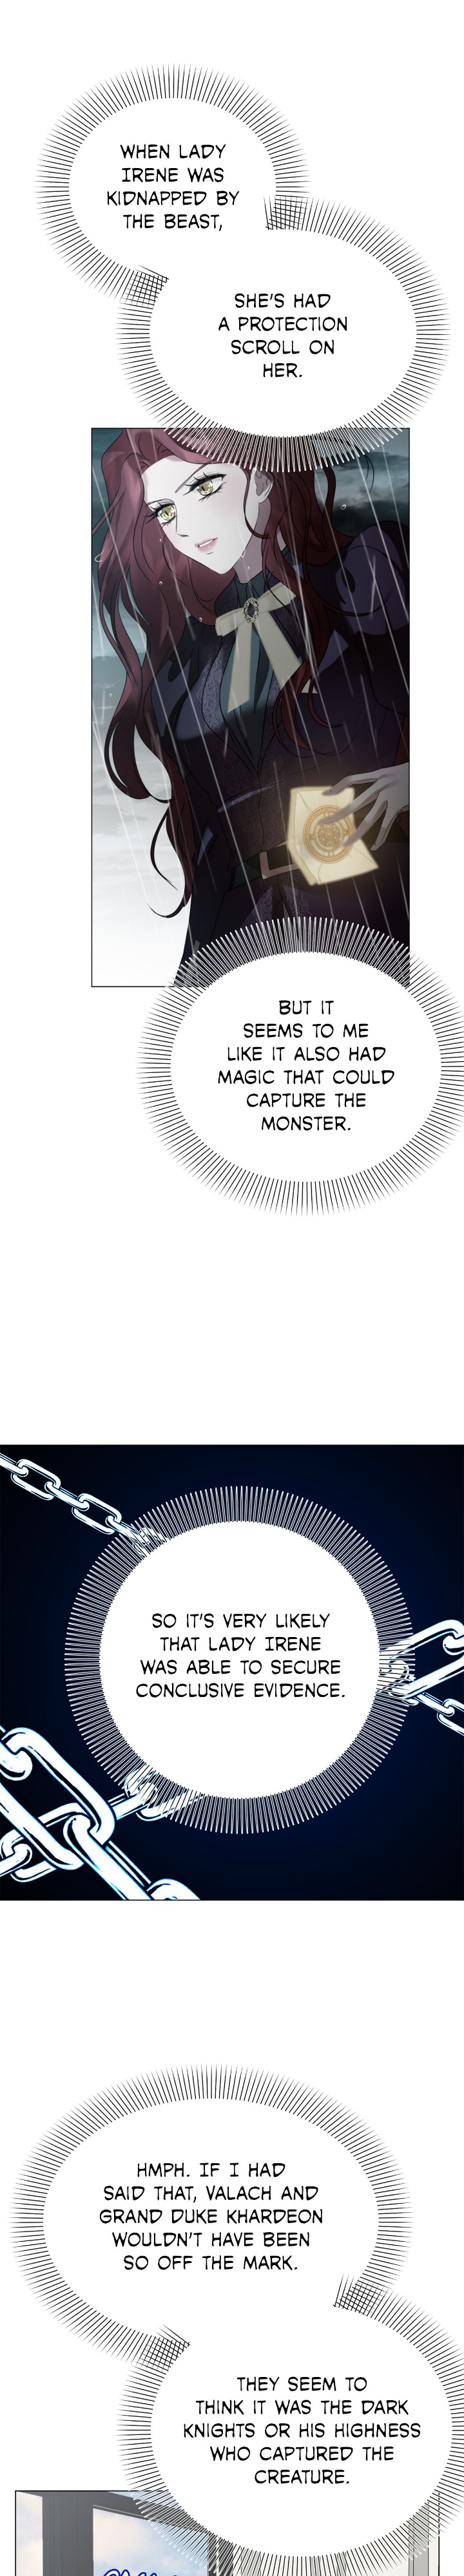 WHEN LADY
IRENE WAS
KIDNAPPED BY
THE BEAST,
SHE'S HAD
A PROTECTION
SCROLL ON
HER.
BUT IT
SEEMS TO ME
LIKE IT ALSO HAD
MAGIC THAT COULD
CAPTURE THE
MONSTER.
SO IT'S VERY LIKELY
THAT LADY IRENE
WAS ABLE TO SECURE
CONCLUSIVE EVIDENCE.
HMPH. IF I HAD
SAID THAT, VALACH AND
GRAND DUKE KHARDEON
WOULDN'T HAVE BEEN
SO OFF THE MARK.
THEY SEEM TO
THINK IT WAS THE DARK
KNIGHTS OR HIS HIGHNESS
WHO CAPTURED THE
CREATURE.